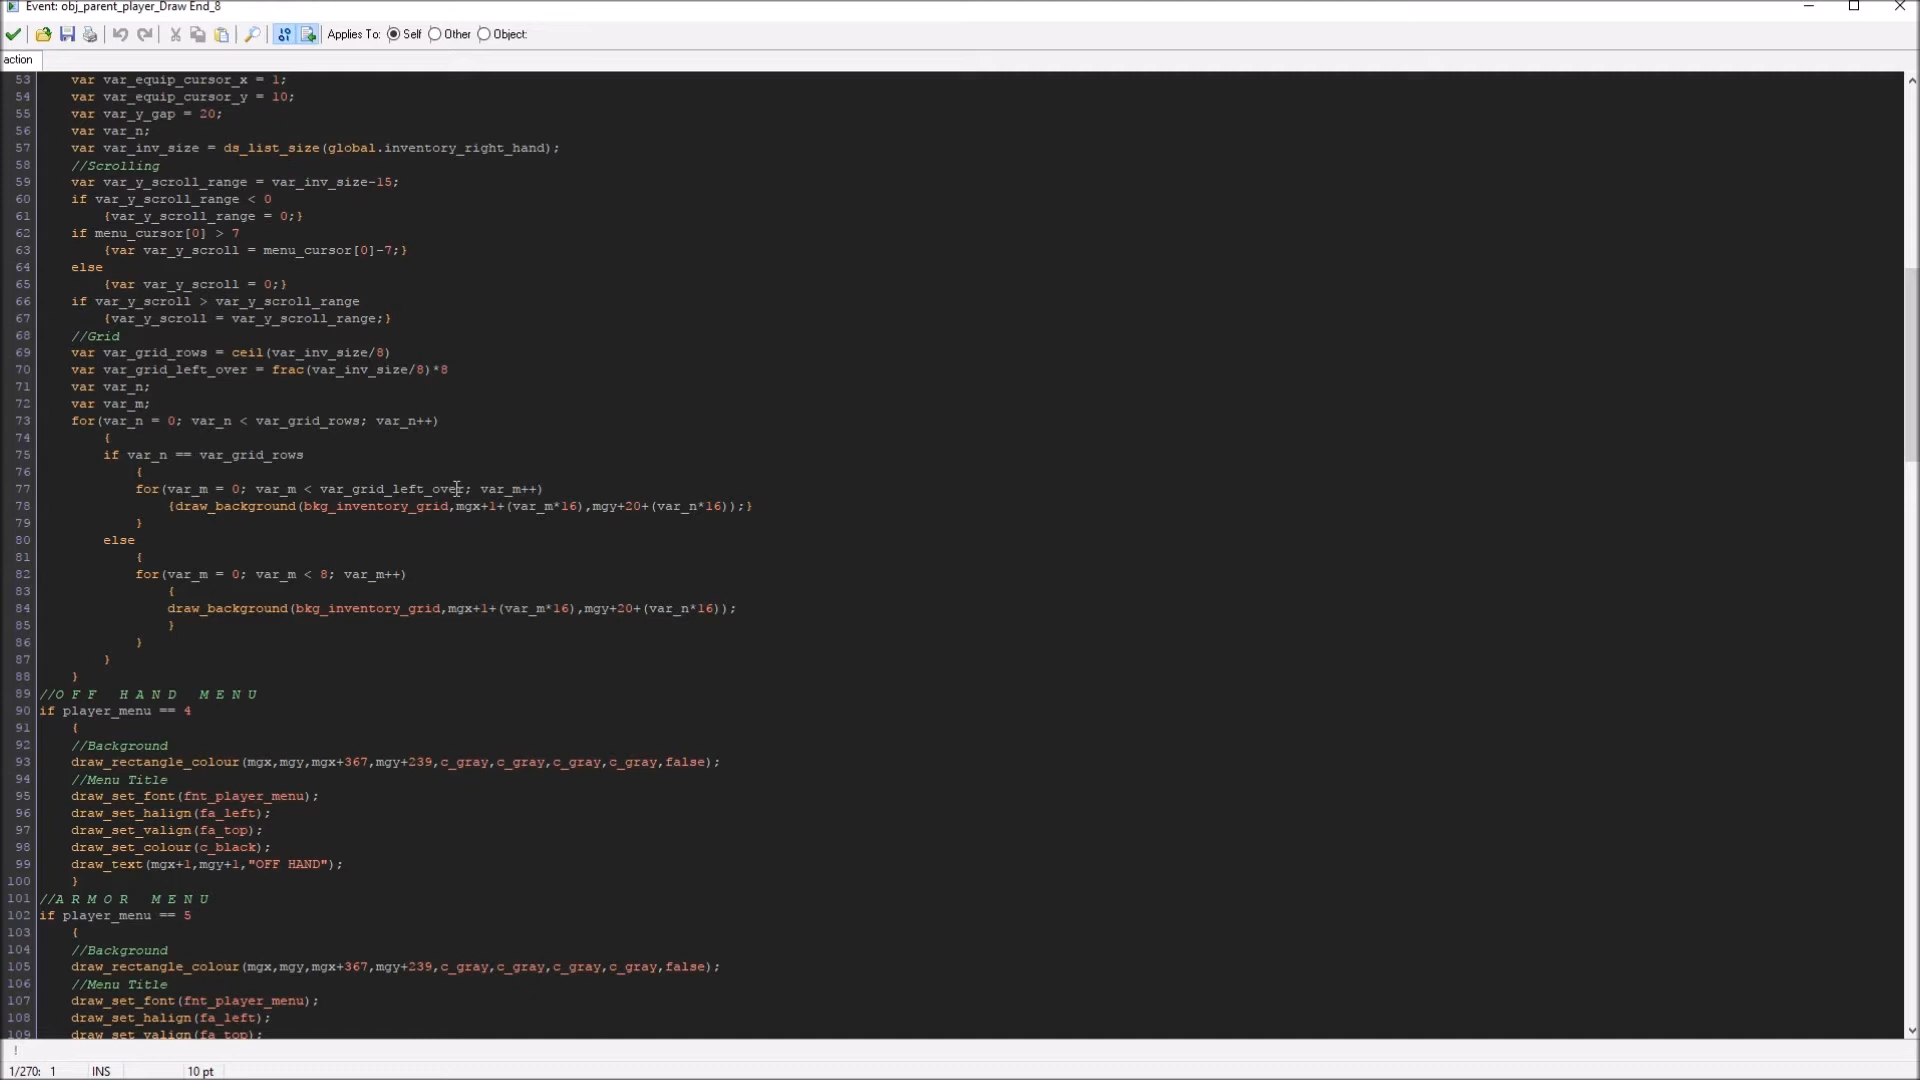 Event: obj_parent_player_Draw End_8
Applies To: Self Other Object:
action
53 var var_equip_cursor_x = 1;
54 var var_equip_cursor_y = 10;
55 var var_y_gap = 20;
56 var var_n;
57 var var_inv_size = ds_list_size(global.inventory_right_hand);
58 //Scrolling
59 var var_y_scroll_range = var_inv_size-15;
60 if var_y_scroll_range < 0
61 {var_y_scroll_range = 0;}
62 if menu_cursor[0] > 7
63 {var var_y_scroll = menu_cursor[0]-7;}
64 else
65 {var var_y_scroll = 0;}
66 if var_y_scroll > var_y_scroll_range
67 {var_y_scroll = var_y_scroll_range;}
68 //Grid
69 var var_grid_rows = ceil(var_inv_size/8)
70 var var_grid_left_over = frac(var_inv_size/8)*8
71 var var_n;
72 var var_m;
73 for(var_n = 0; var_n < var_grid_rows; var_n++)
74 {
75 if var_n == var_grid_rows
76 {
77 for(var_m = 0; var_m < var_grid_left_over; var_m++)
78 {draw_background(bkg_inventory_grid,mgx+1+(var_m*16),mgy+20+(var_n*16));}
79 }
80 else
81 {
82 for(var_m = 0; var_m < 8; var_m++)
83 {
84 draw_background(bkg_inventory_grid,mgx+1+(var_m*16),mgy+20+(var_n*16));
85 }
86 }
87 }
88 }
89 //O F F   H A N D   M E N U
90 if player_menu == 4
91 {
92 //Background
93 draw_rectangle_colour(mgx,mgy,mgx+367,mgy+239,c_gray,c_gray,c_gray,c_gray,false);
94 //Menu Title
95 draw_set_font(fnt_player_menu);
96 draw_set_halign(fa_left);
97 draw_set_valign(fa_top);
98 draw_set_colour(c_black);
99 draw_text(mgx+1,mgy+1,"OFF HAND");
100 }
101 //A R M O R   M E N U
102 if player_menu == 5
103 {
104 //Background
105 draw_rectangle_colour(mgx,mgy,mgx+367,mgy+239,c_gray,c_gray,c_gray,c_gray,false);
106 //Menu Title
107 draw_set_font(fnt_player_menu);
108 draw_set_halign(fa_left);
109 draw_set_valign(fa_top);
!
1/270: 1 INS 10 pt